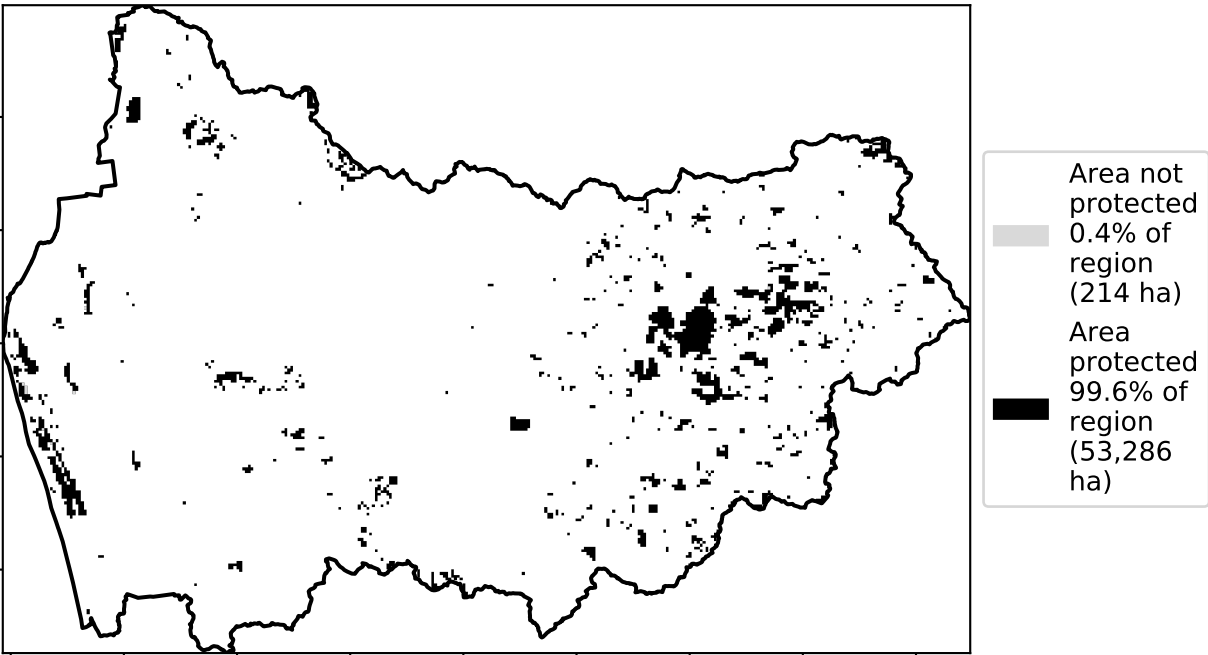 Area not
protected
0.4% of
region
(214 ha)
Area
protected
99.6% of
region
(53,286
ha)